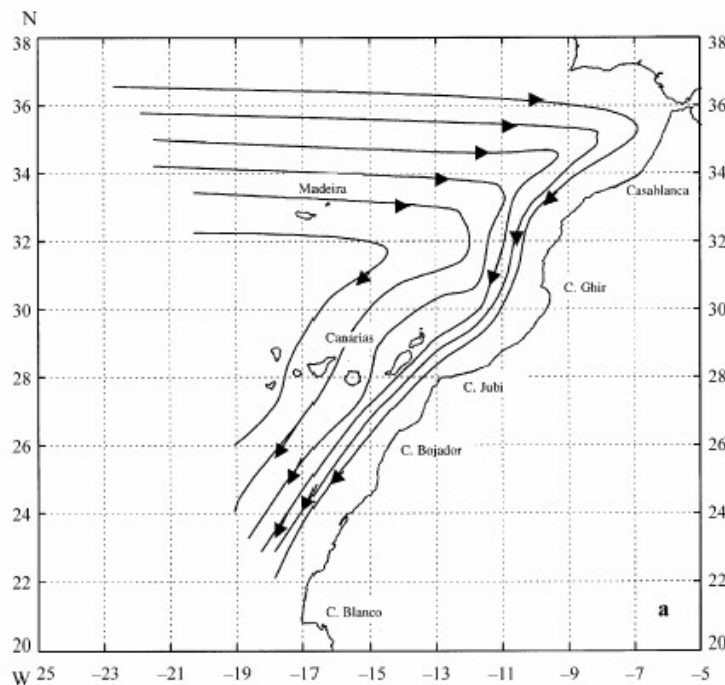 N
38 38
36 36
34 34
Madeira
Casablanca
32 32
C. Ghir
30 30
Canarias
28 28
C. Jubi
26 26
C. Bojador
24 24
22 22
C. Blanco
a
20 20
W 25 –23 –21 –19 –17 –15 –13 –11 –9 –7 –5